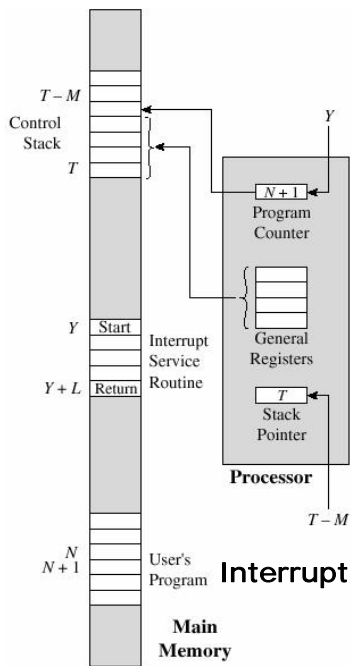 T – M
Control
Stack
T
Y
N + 1
Program
Counter
Y
Start
Interrupt
Service
Routine
Y + L
Return
General
Registers
T
Stack
Pointer
Processor
T – M
N
N + 1
User's
Program
Interrupt
Main
Memory